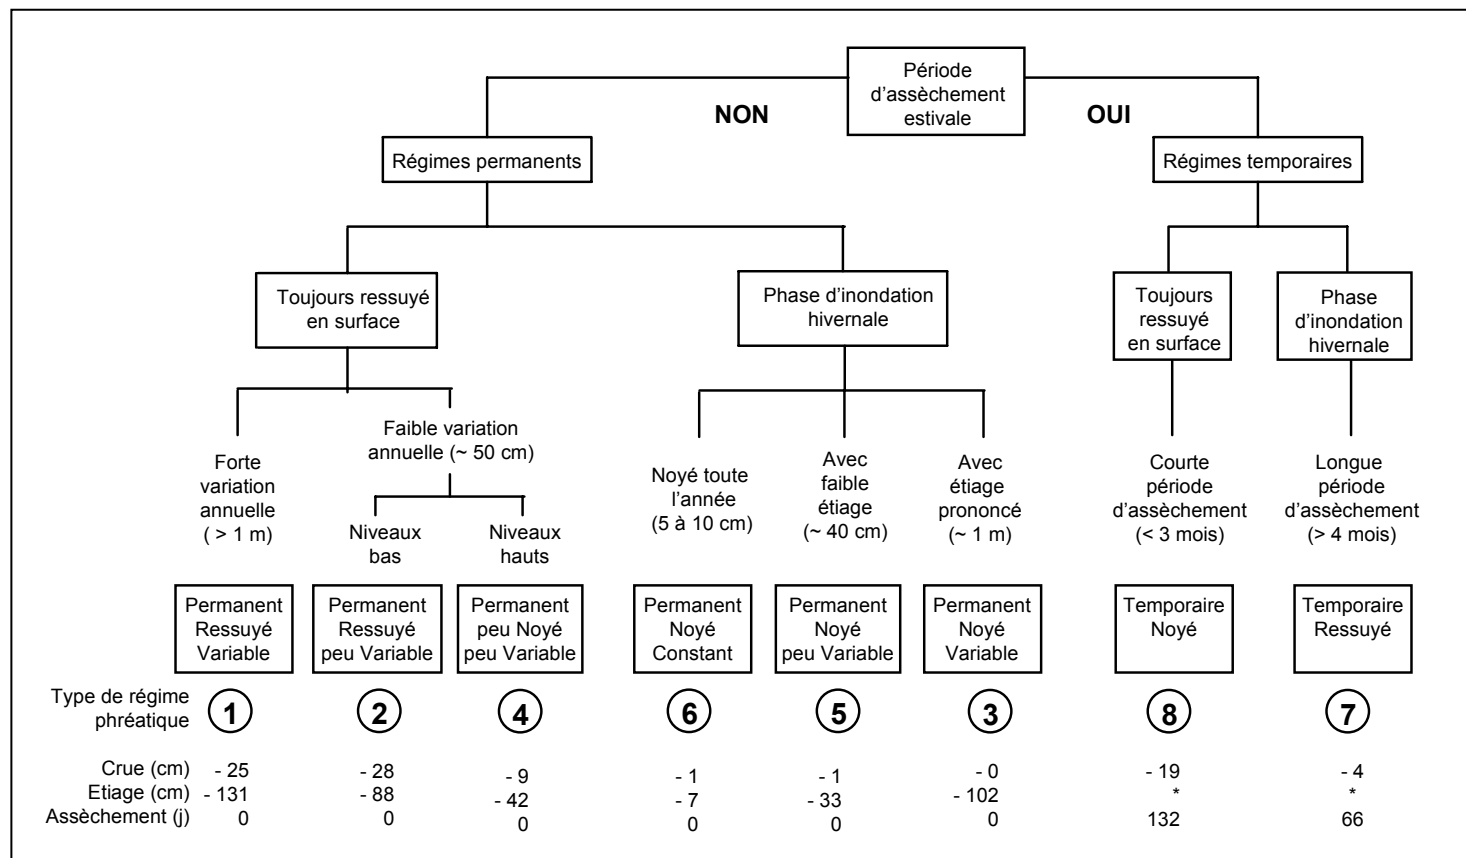 Période
d'assèchement
estivale
NON
OUI
Régimes permanents
Régimes temporaires
Toujours ressuyé
en surface
Phase d'inondation
hivernale
Toujours
ressuyé
en surface
Phase
d'inondation
hivernale
Forte
variation
annuelle
( > 1 m)
Faible variation
annuelle (~ 50 cm)
Niveaux
bas
Niveaux
hauts
Noyé toute
l'année
(5 à 10 cm)
Avec
faible
étiage
(~ 40 cm)
Avec
étiage
prononcé
(~ 1 m)
Courte
période
d'assèchement
(< 3 mois)
Longue
période
d'assèchement
(> 4 mois)
Permanent
Ressuyé
Variable
Permanent
Ressuyé
peu Variable
Permanent
peu Noyé
peu Variable
Permanent
Noyé
Constant
Permanent
Noyé
peu Variable
Permanent
Noyé
Variable
Temporaire
Noyé
Temporaire
Ressuyé
Type de régime
phréatique
1 2 4 6 5 3 8 7
Crue (cm) - 25 - 28 - 9 - 1 - 1 - 0 - 19 - 4
Etiage (cm) - 131 - 88 - 42 - 7 - 33 - 102 * *
Assèchement (j) 0 0 0 0 0 0 132 66